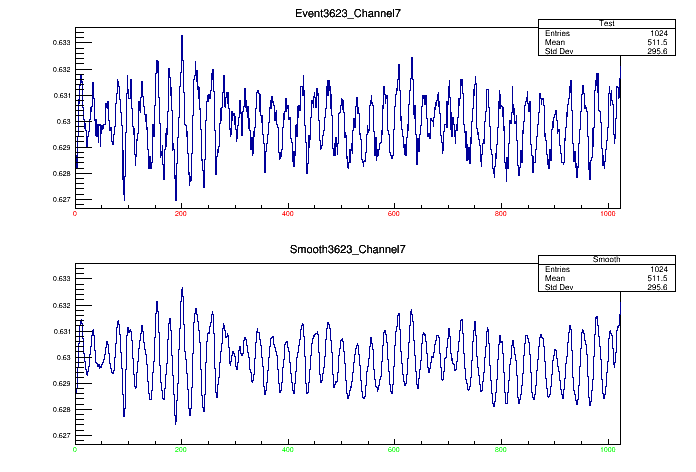 Event3623_Channel7
Test
Entries 1024
Mean 511.5
Std Dev 295.6
0.633
0.632
0.631
0.63
0.629
0.628
0.627
0 200 400 600 800 1000
Smooth3623_Channel7
Smooth
Entries 1024
Mean 511.5
Std Dev 295.6
0.633
0.632
0.631
0.63
0.629
0.628
0.627
0 200 400 600 800 1000